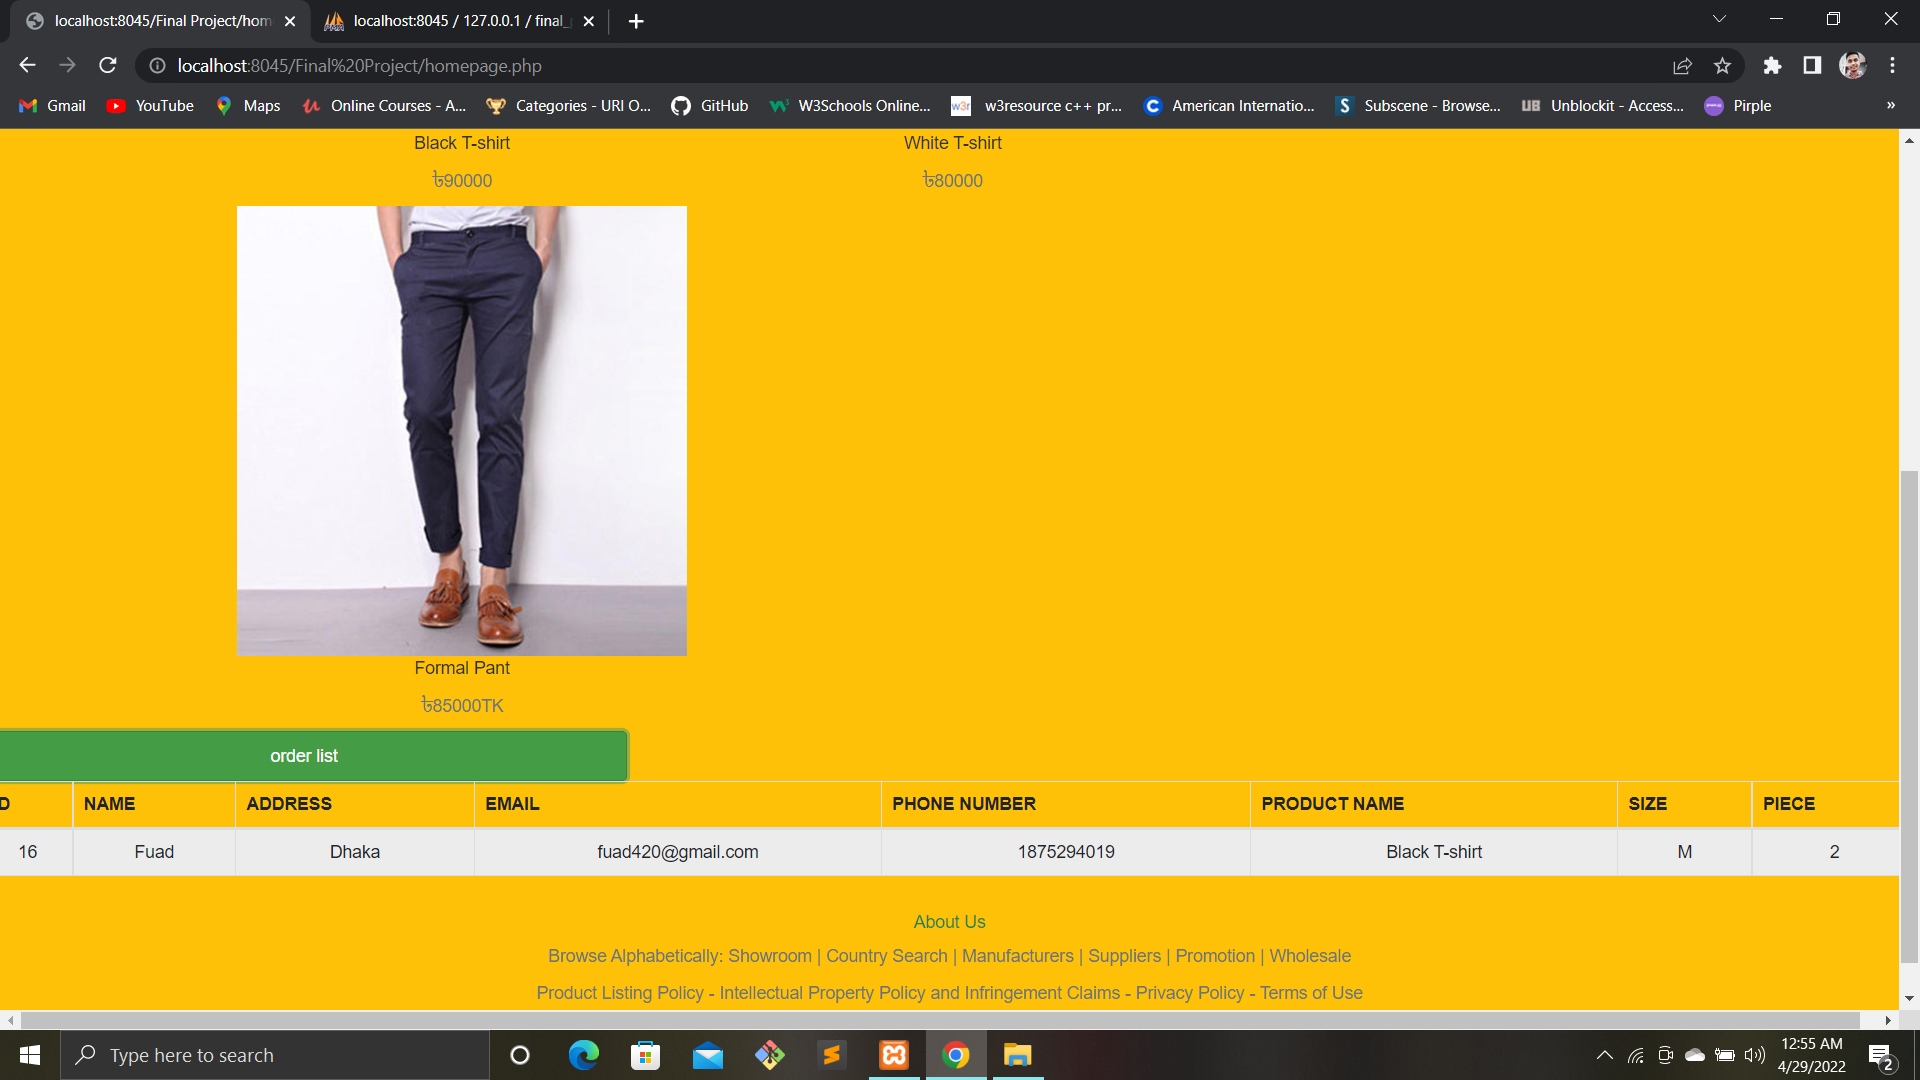 localhost:8045/Final Project/hom
localhost:8045 / 127.0.0.1 / final_
localhost:8045/Final%20Project/homepage.php
Gmail YouTube Maps Online Courses - A... Categories - URI O... GitHub W3Schools Online... w3r w3resource c++ pr... American Internatio... Subscene - Browse... UB Unblockit - Access... Pirple »
Black T-shirt White T-shirt
৳90000 ৳80000
Formal Pant
৳85000TK
order list
D NAME ADDRESS EMAIL PHONE NUMBER PRODUCT NAME SIZE PIECE
16 Fuad Dhaka fuad420@gmail.com 1875294019 Black T-shirt M 2
About Us
Browse Alphabetically: Showroom | Country Search | Manufacturers | Suppliers | Promotion | Wholesale
Product Listing Policy - Intellectual Property Policy and Infringement Claims - Privacy Policy - Terms of Use
Type here to search
12:55 AM
4/29/2022
2